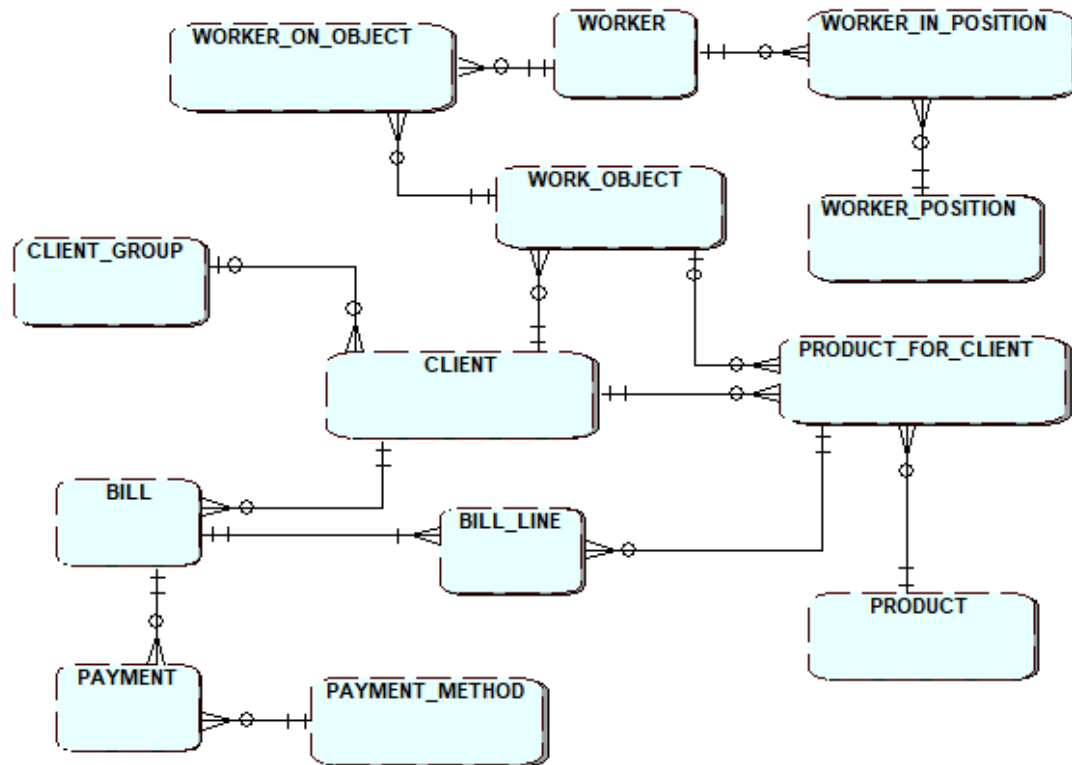 WORKER_ON_OBJECT
WORKER
WORKER_IN_POSITION
WORK_OBJECT
WORKER_POSITION
CLIENT_GROUP
CLIENT
PRODUCT_FOR_CLIENT
BILL
BILL_LINE
PRODUCT
PAYMENT
PAYMENT_METHOD